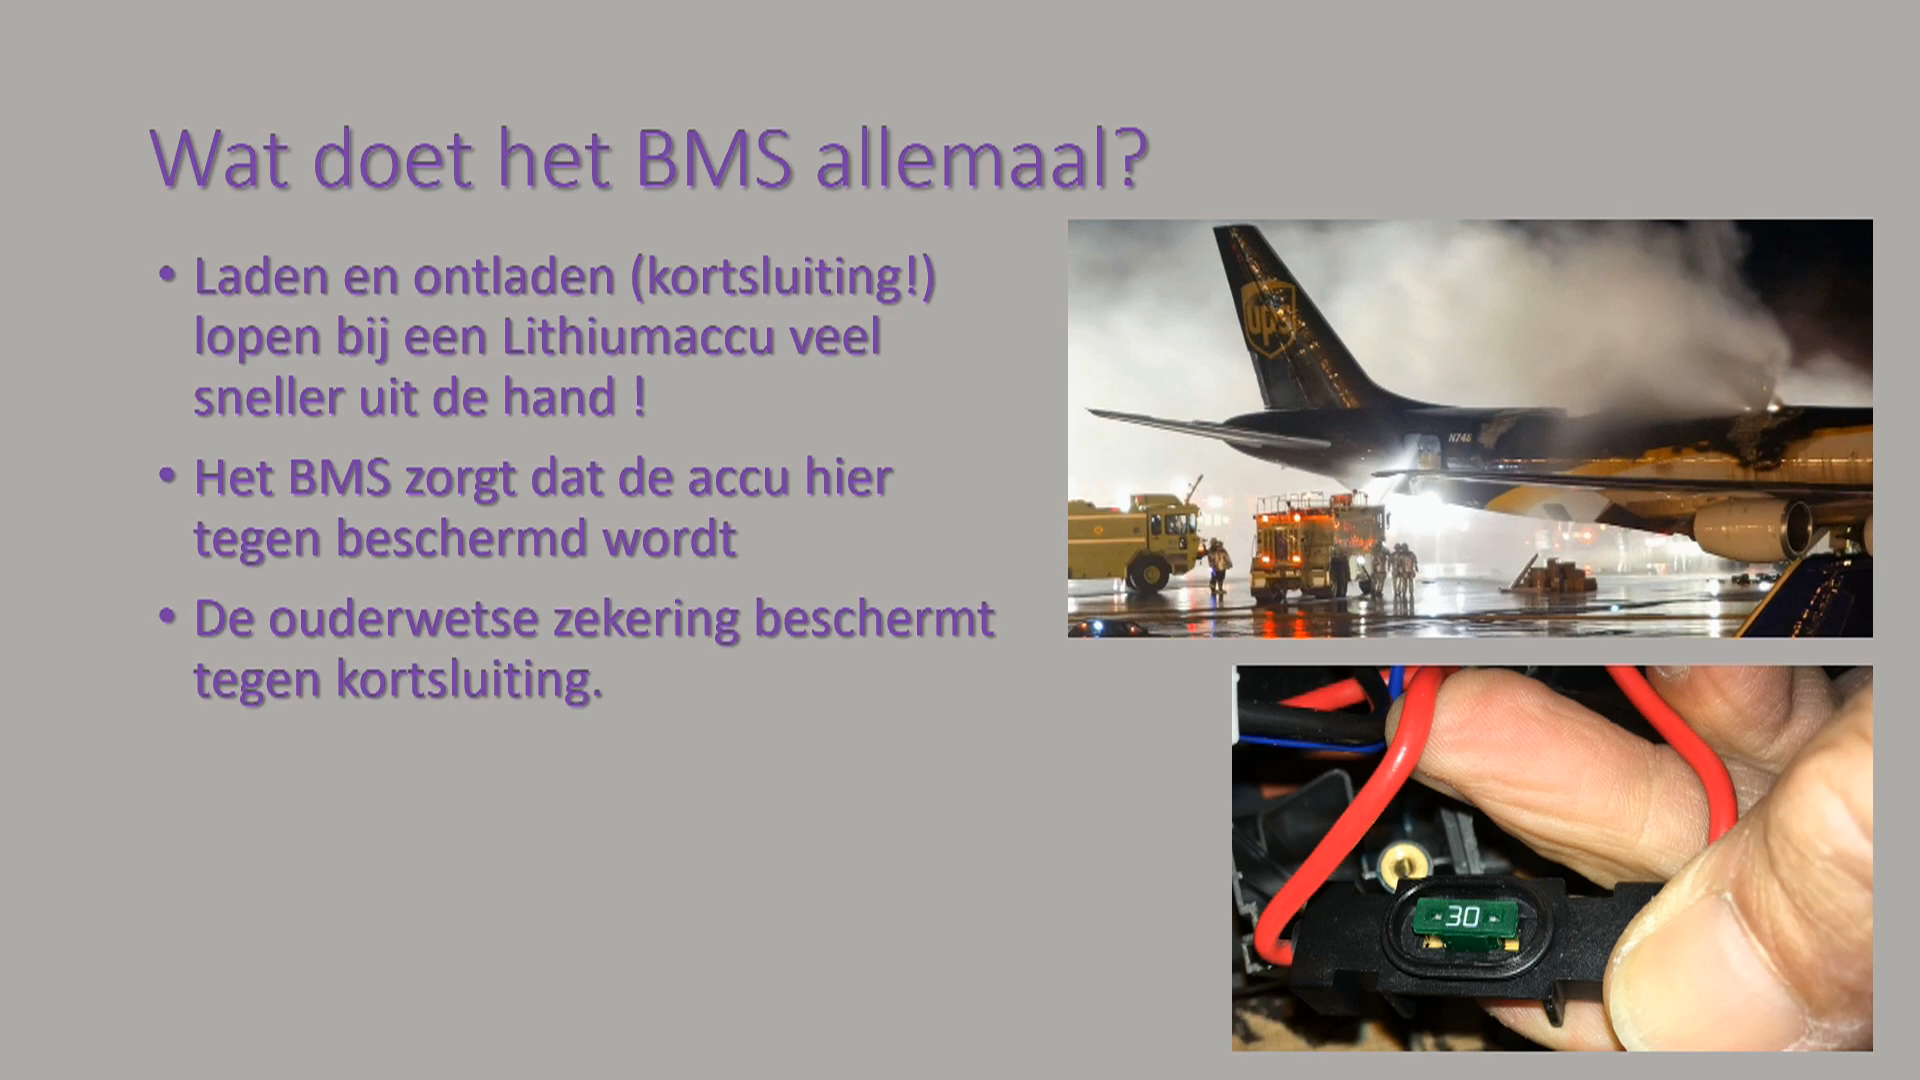 Wat doet het BMS allemaal?
• Laden en ontladen (kortsluiting!)
lopen bij een Lithiumaccu veel
sneller uit de hand !
• Het BMS zorgt dat de accu hier
tegen beschermd wordt
• De ouderwetse zekering beschermt
tegen kortsluiting.
ups
N748
30